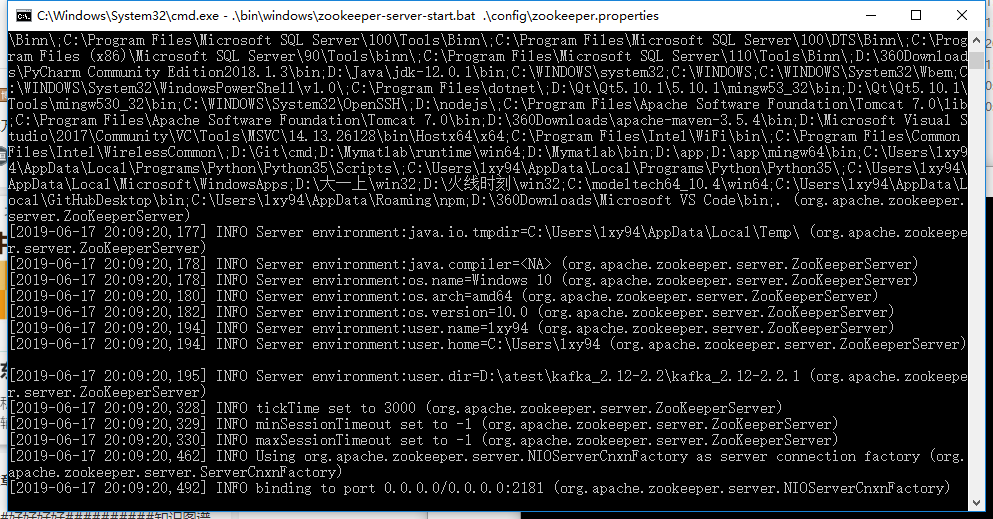 C:\Windows\System32\cmd.exe - .\bin\windows\zookeeper-server-start.bat .\config\zookeeper.properties
\Binn\;C:\Program Files\Microsoft SQL Server\100\Tools\Binn\;C:\Program Files\Microsoft SQL Server\100\DTS\Binn\;C:\Prog
ram Files (x86)\Microsoft SQL Server\90\Tools\binn\;C:\Program Files\Microsoft SQL Server\110\Tools\Binn\;D:\360Download
s\PyCharm Community Edition2018.1.3\bin;D:\Java\jdk-12.0.1\bin;C:\WINDOWS\system32;C:\WINDOWS;C:\WINDOWS\System32\Wbem;C
:\WINDOWS\System32\WindowsPowerShell\v1.0\;C:\Program Files\dotnet\;D:\Qt\Qt5.10.1\5.10.1\mingw53_32\bin;D:\Qt\Qt5.10.1\
Tools\mingw530_32\bin;C:\WINDOWS\System32\OpenSSH\;D:\nodejs\;C:\Program Files\Apache Software Foundation\Tomcat 7.0\lib
;C:\Program Files\Apache Software Foundation\Tomcat 7.0\bin;D:\360Downloads\apache-maven-3.5.4\bin;D:\Microsoft Visual S
tudio\2017\Community\VC\Tools\MSVC\14.13.26128\bin\Hostx64\x64;C:\Program Files\Intel\WiFi\bin\;C:\Program Files\Common
Files\Intel\WirelessCommon\;D:\Git\cmd;D:\Mymatlab\runtime\win64;D:\Mymatlab\bin;D:\app;D:\app\mingw64\bin;C:\Users\lxy9
4\AppData\Local\Programs\Python\Python35\Scripts\;C:\Users\lxy94\AppData\Local\Programs\Python\Python35\;C:\Users\lxy94\
AppData\Local\Microsoft\WindowsApps;D:\大一上\win32;D:\火线时刻\win32;C:\modeltech64_10.4\win64;C:\Users\lxy94\AppData\L
ocal\GitHubDesktop\bin;C:\Users\lxy94\AppData\Roaming\npm;D:\360Downloads\Microsoft VS Code\bin;. (org.apache.zookeeper.
server.ZooKeeperServer)
[2019-06-17 20:09:20,177] INFO Server environment:java.io.tmpdir=C:\Users\lxy94\AppData\Local\Temp\ (org.apache.zookeepe
r.server.ZooKeeperServer)
[2019-06-17 20:09:20,178] INFO Server environment:java.compiler=<NA> (org.apache.zookeeper.server.ZooKeeperServer)
[2019-06-17 20:09:20,178] INFO Server environment:os.name=Windows 10 (org.apache.zookeeper.server.ZooKeeperServer)
[2019-06-17 20:09:20,180] INFO Server environment:os.arch=amd64 (org.apache.zookeeper.server.ZooKeeperServer)
[2019-06-17 20:09:20,182] INFO Server environment:os.version=10.0 (org.apache.zookeeper.server.ZooKeeperServer)
[2019-06-17 20:09:20,194] INFO Server environment:user.name=lxy94 (org.apache.zookeeper.server.ZooKeeperServer)
[2019-06-17 20:09:20,194] INFO Server environment:user.home=C:\Users\lxy94 (org.apache.zookeeper.server.ZooKeeperServer)
[2019-06-17 20:09:20,195] INFO Server environment:user.dir=D:\atest\kafka_2.12-2.2\kafka_2.12-2.2.1 (org.apache.zookeepe
r.server.ZooKeeperServer)
[2019-06-17 20:09:20,328] INFO tickTime set to 3000 (org.apache.zookeeper.server.ZooKeeperServer)
[2019-06-17 20:09:20,329] INFO minSessionTimeout set to -1 (org.apache.zookeeper.server.ZooKeeperServer)
[2019-06-17 20:09:20,330] INFO maxSessionTimeout set to -1 (org.apache.zookeeper.server.ZooKeeperServer)
[2019-06-17 20:09:20,462] INFO Using org.apache.zookeeper.server.NIOServerCnxnFactory as server connection factory (org.
apache.zookeeper.server.ServerCnxnFactory)
[2019-06-17 20:09:20,492] INFO binding to port 0.0.0.0/0.0.0.0:2181 (org.apache.zookeeper.server.NIOServerCnxnFactory)